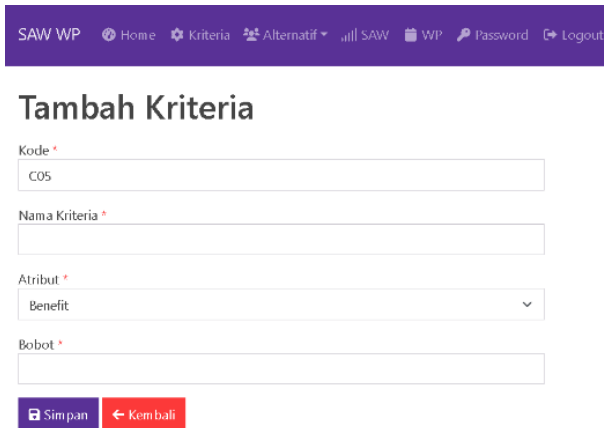 SAW WP Home Kriteria Alternatif SAW WP Password Logout
Tambah Kriteria
Kode *
C05
Nama Kriteria *
Atribut *
Benefit
Bobot *
Simpan Kembali